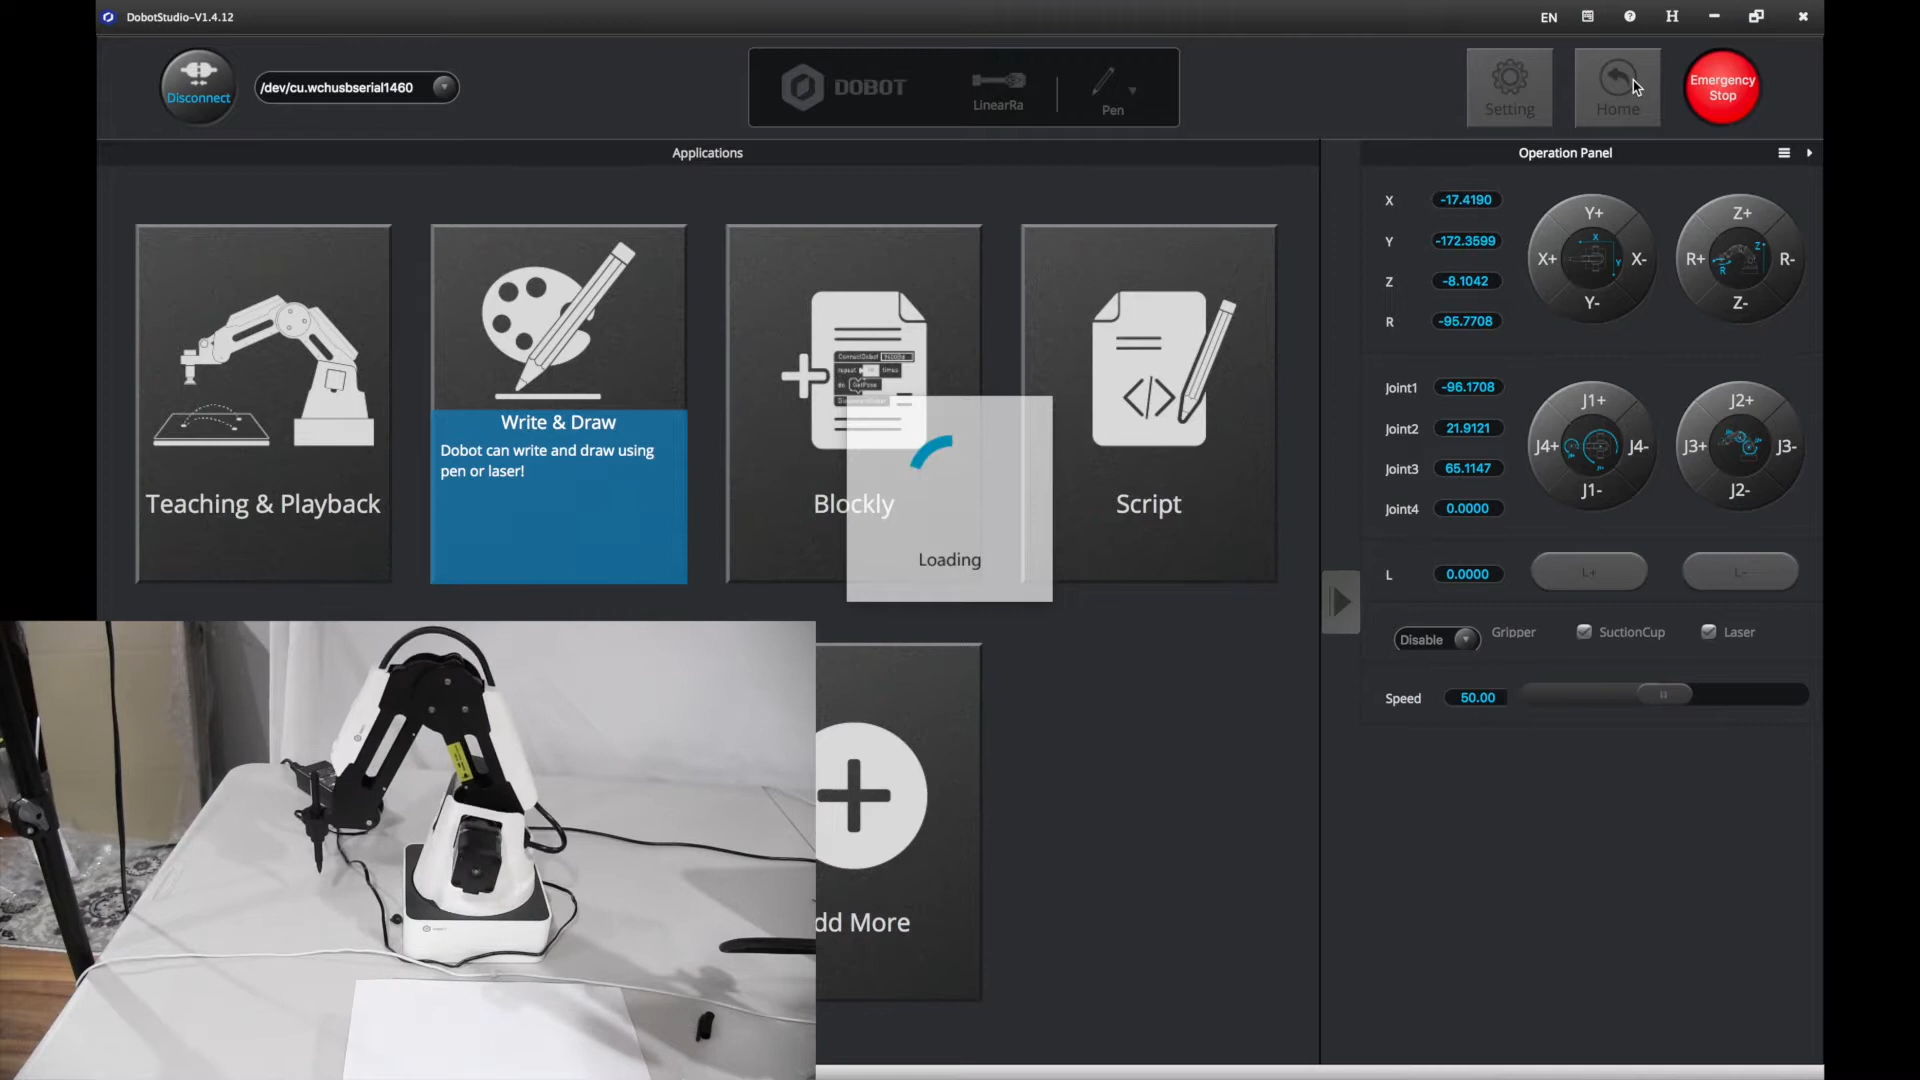 DobotStudio-V1.4.12
EN
H
Disconnect
/dev/cu.wchusbserial1460
DOBOT
LinearRa
Pen
Setting
Home
Emergency
Stop
Applications
Operation Panel
Teaching & Playback
Write & Draw
Dobot can write and draw using
pen or laser!
Blockly
Script
Loading
dd More
X -17.4190
Y -172.3599
Z -8.1042
R -95.7708
Y+
X+ X X-
Y
Y-
Z+
R+ Z R-
R
Z-
Joint1 -96.1708
Joint2 21.9121
Joint3 65.1147
Joint4 0.0000
J1+
J4+ J4-
J1-
J2+
J3+ J3-
J2-
L 0.0000 L+ L-
Disable Gripper SuctionCup Laser
Speed 50.00